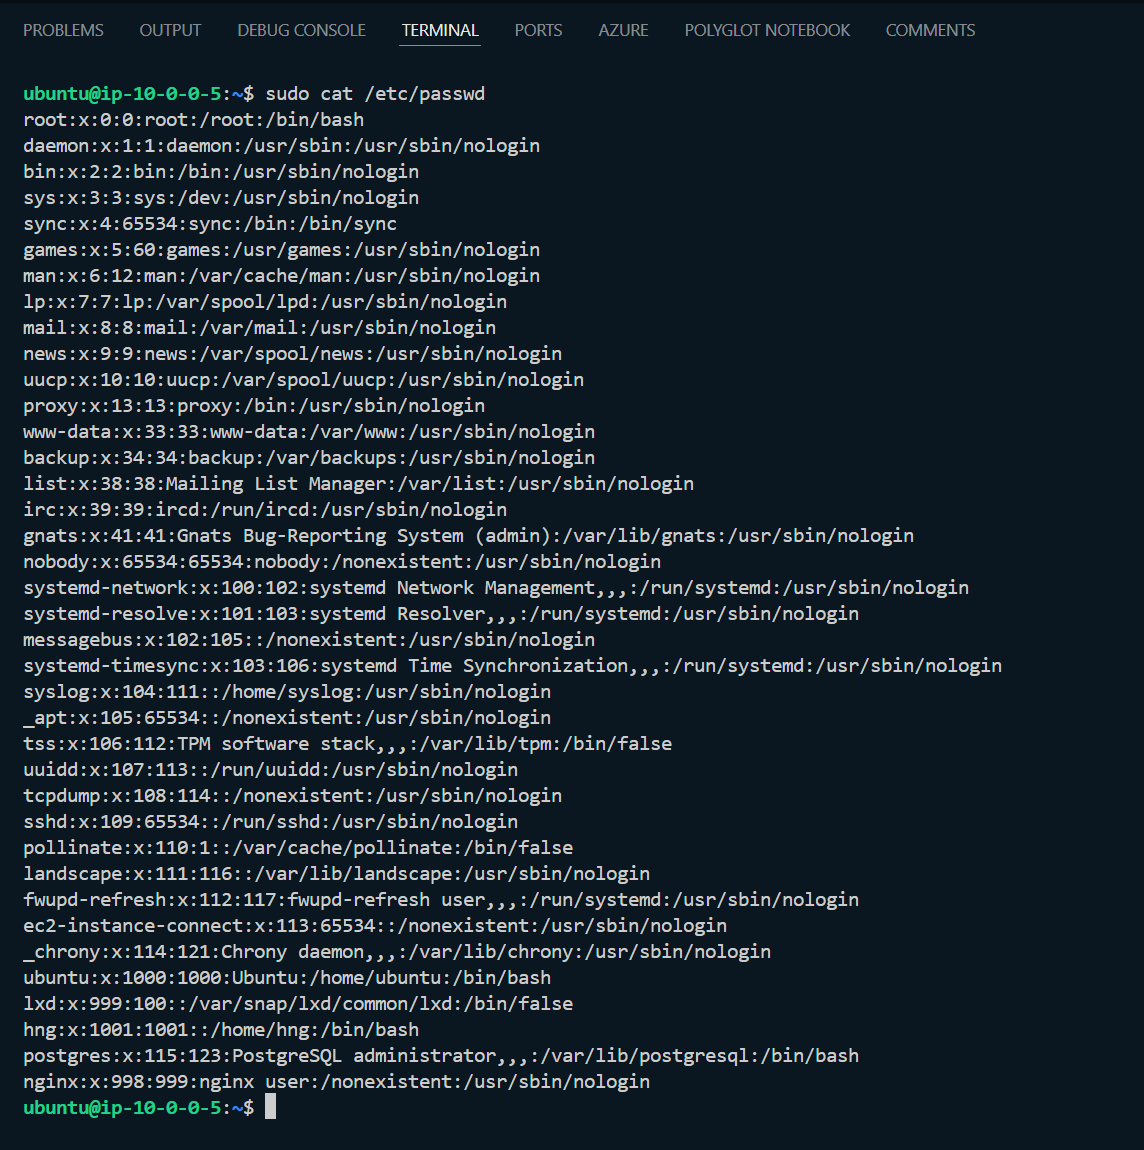 PROBLEMS OUTPUT DEBUG CONSOLE TERMINAL PORTS AZURE POLYGLOT NOTEBOOK COMMENTS
ubuntu@ip-10-0-0-5:~$ sudo cat /etc/passwd
root:x:0:0:root:/root:/bin/bash
daemon:x:1:1:daemon:/usr/sbin:/usr/sbin/nologin
bin:x:2:2:bin:/bin:/usr/sbin/nologin
sys:x:3:3:sys:/dev:/usr/sbin/nologin
sync:x:4:65534:sync:/bin:/bin/sync
games:x:5:60:games:/usr/games:/usr/sbin/nologin
man:x:6:12:man:/var/cache/man:/usr/sbin/nologin
lp:x:7:7:lp:/var/spool/lpd:/usr/sbin/nologin
mail:x:8:8:mail:/var/mail:/usr/sbin/nologin
news:x:9:9:news:/var/spool/news:/usr/sbin/nologin
uucp:x:10:10:uucp:/var/spool/uucp:/usr/sbin/nologin
proxy:x:13:13:proxy:/bin:/usr/sbin/nologin
www-data:x:33:33:www-data:/var/www:/usr/sbin/nologin
backup:x:34:34:backup:/var/backups:/usr/sbin/nologin
list:x:38:38:Mailing List Manager:/var/list:/usr/sbin/nologin
irc:x:39:39:ircd:/run/ircd:/usr/sbin/nologin
gnats:x:41:41:Gnats Bug-Reporting System (admin):/var/lib/gnats:/usr/sbin/nologin
nobody:x:65534:65534:nobody:/nonexistent:/usr/sbin/nologin
systemd-network:x:100:102:systemd Network Management,,,:/run/systemd:/usr/sbin/nologin
systemd-resolve:x:101:103:systemd Resolver,,,:/run/systemd:/usr/sbin/nologin
messagebus:x:102:105::/nonexistent:/usr/sbin/nologin
systemd-timesync:x:103:106:systemd Time Synchronization,,,:/run/systemd:/usr/sbin/nologin
syslog:x:104:111::/home/syslog:/usr/sbin/nologin
_apt:x:105:65534::/nonexistent:/usr/sbin/nologin
tss:x:106:112:TPM software stack,,,:/var/lib/tpm:/bin/false
uuidd:x:107:113::/run/uuidd:/usr/sbin/nologin
tcpdump:x:108:114::/nonexistent:/usr/sbin/nologin
sshd:x:109:65534::/run/sshd:/usr/sbin/nologin
pollinate:x:110:1::/var/cache/pollinate:/bin/false
landscape:x:111:116::/var/lib/landscape:/usr/sbin/nologin
fwupd-refresh:x:112:117:fwupd-refresh user,,,:/run/systemd:/usr/sbin/nologin
ec2-instance-connect:x:113:65534::/nonexistent:/usr/sbin/nologin
_chrony:x:114:121:Chrony daemon,,,:/var/lib/chrony:/usr/sbin/nologin
ubuntu:x:1000:1000:Ubuntu:/home/ubuntu:/bin/bash
lxd:x:999:100::/var/snap/lxd/common/lxd:/bin/false
hng:x:1001:1001::/home/hng:/bin/bash
postgres:x:115:123:PostgreSQL administrator,,,:/var/lib/postgresql:/bin/bash
nginx:x:998:999:nginx user:/nonexistent:/usr/sbin/nologin
ubuntu@ip-10-0-0-5:~$